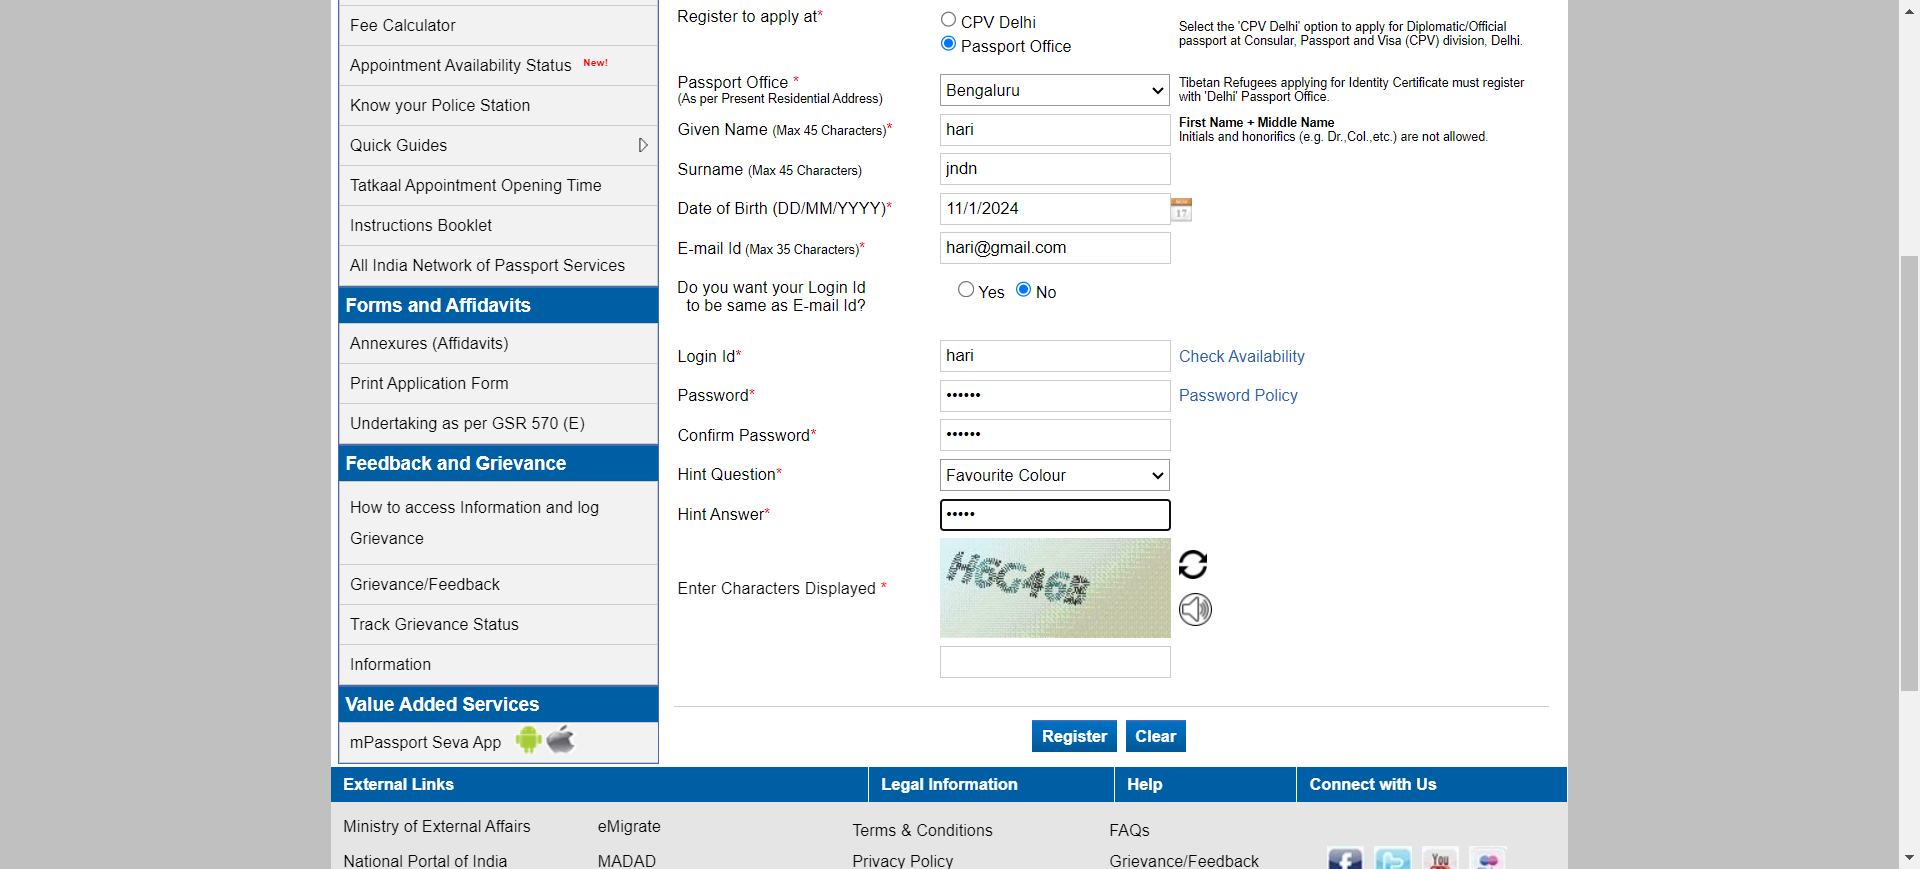 Fee Calculator
Appointment Availability Status New!
Know your Police Station
Quick Guides
Tatkaal Appointment Opening Time
Instructions Booklet
All India Network of Passport Services
Forms and Affidavits
Annexures (Affidavits)
Print Application Form
Undertaking as per GSR 570 (E)
Feedback and Grievance
How to access Information and log
Grievance
Grievance/Feedback
Track Grievance Status
Information
Value Added Services
mPassport Seva App
Register to apply at*
CPV Delhi
Passport Office
Select the 'CPV Delhi' option to apply for Diplomatic/Official
passport at Consular, Passport and Visa (CPV) division, Delhi.
Passport Office *
(As per Present Residential Address)
Bengaluru
Tibetan Refugees applying for Identity Certificate must register
with 'Delhi' Passport Office.
Given Name (Max 45 Characters)*
hari
First Name + Middle Name
Initials and honorifics (e.g. Dr.,Col.,etc.) are not allowed.
Surname (Max 45 Characters)
jndn
Date of Birth (DD/MM/YYYY)*
11/1/2024
NOV
17
E-mail Id (Max 35 Characters)*
hari@gmail.com
Do you want your Login Id
to be same as E-mail Id?
Yes No
Login Id*
hari
Check Availability
Password*
••••••
Password Policy
Confirm Password*
••••••
Hint Question*
Favourite Colour
Hint Answer*
•••••
Enter Characters Displayed *
Register Clear
External Links
Legal Information
Help
Connect with Us
Ministry of External Affairs
eMigrate
Terms & Conditions
FAQs
National Portal of India
MADAD
Privacy Policy
Grievance/Feedback
You